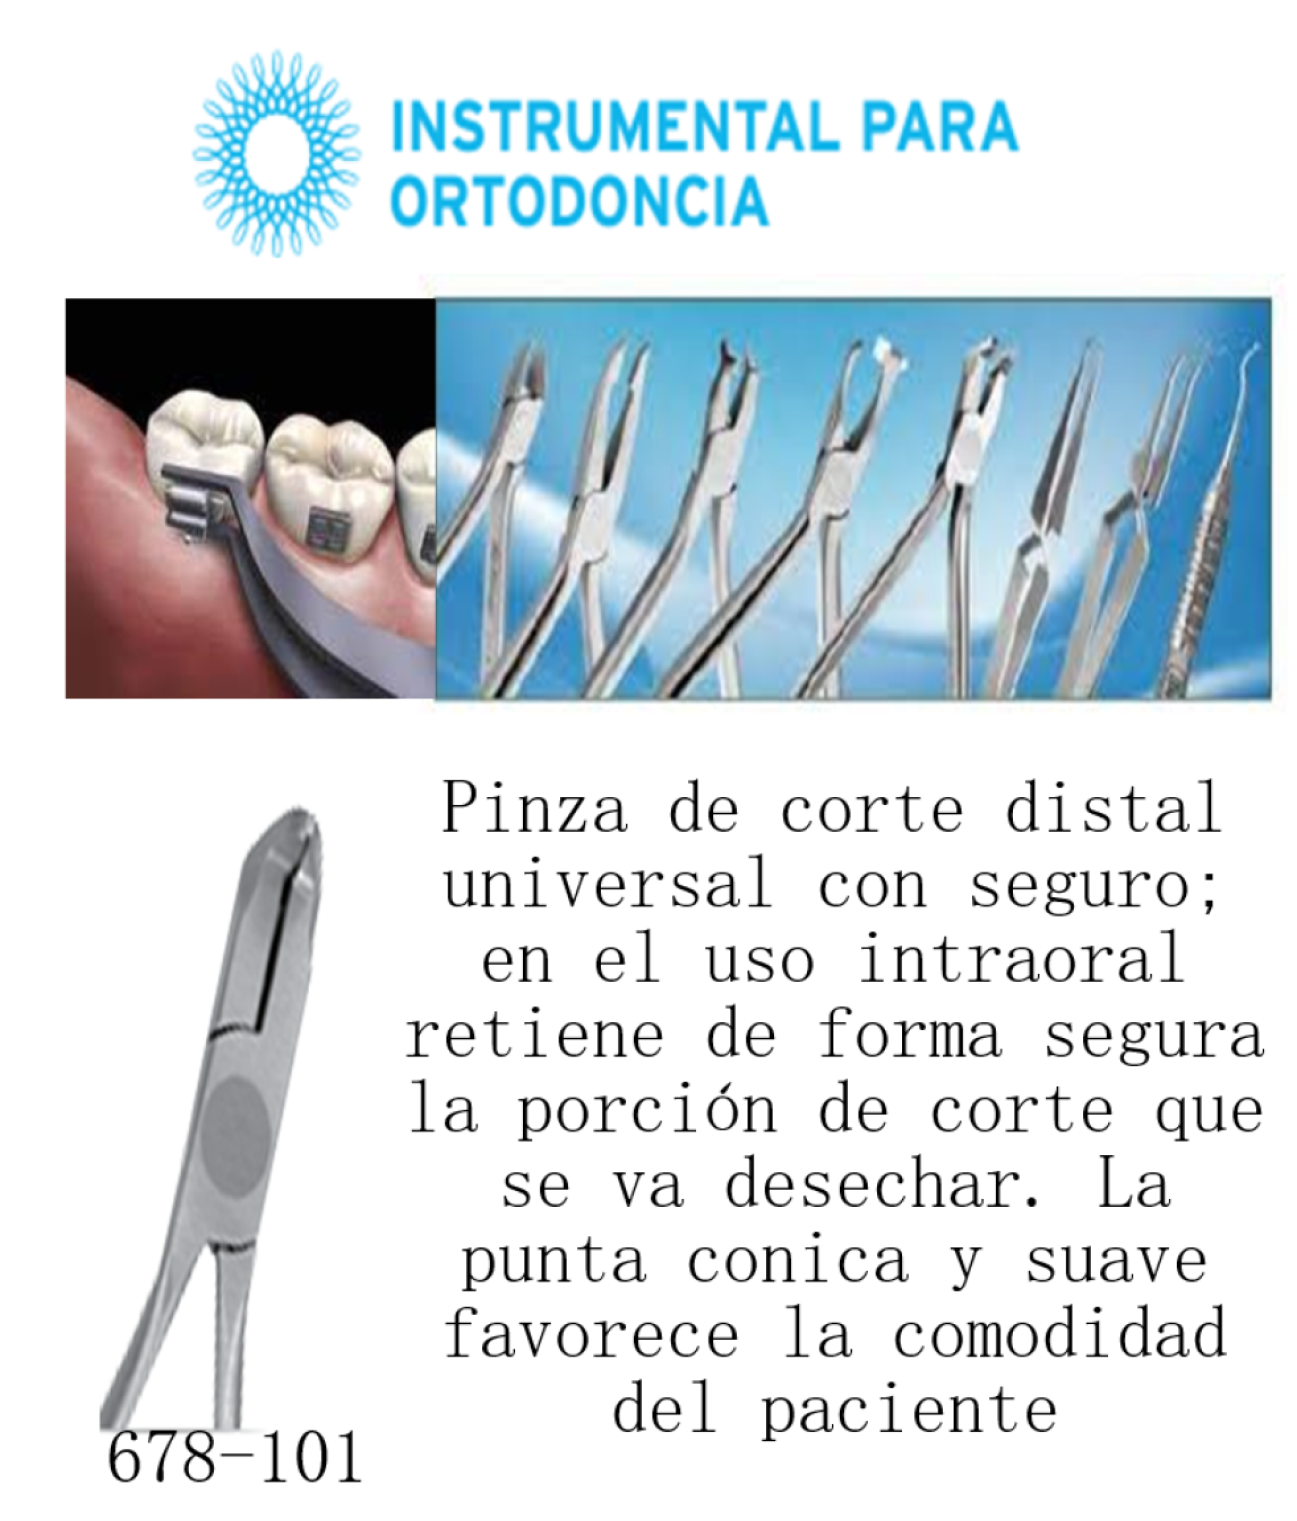 INSTRUMENTAL PARA
ORTODONCIA
Pinza de corte distal
universal con seguro;
en el uso intraoral
retiene de forma segura
la porción de corte que
se va desechar. La
punta conica y suave
favorece la comodidad
del paciente
678-101